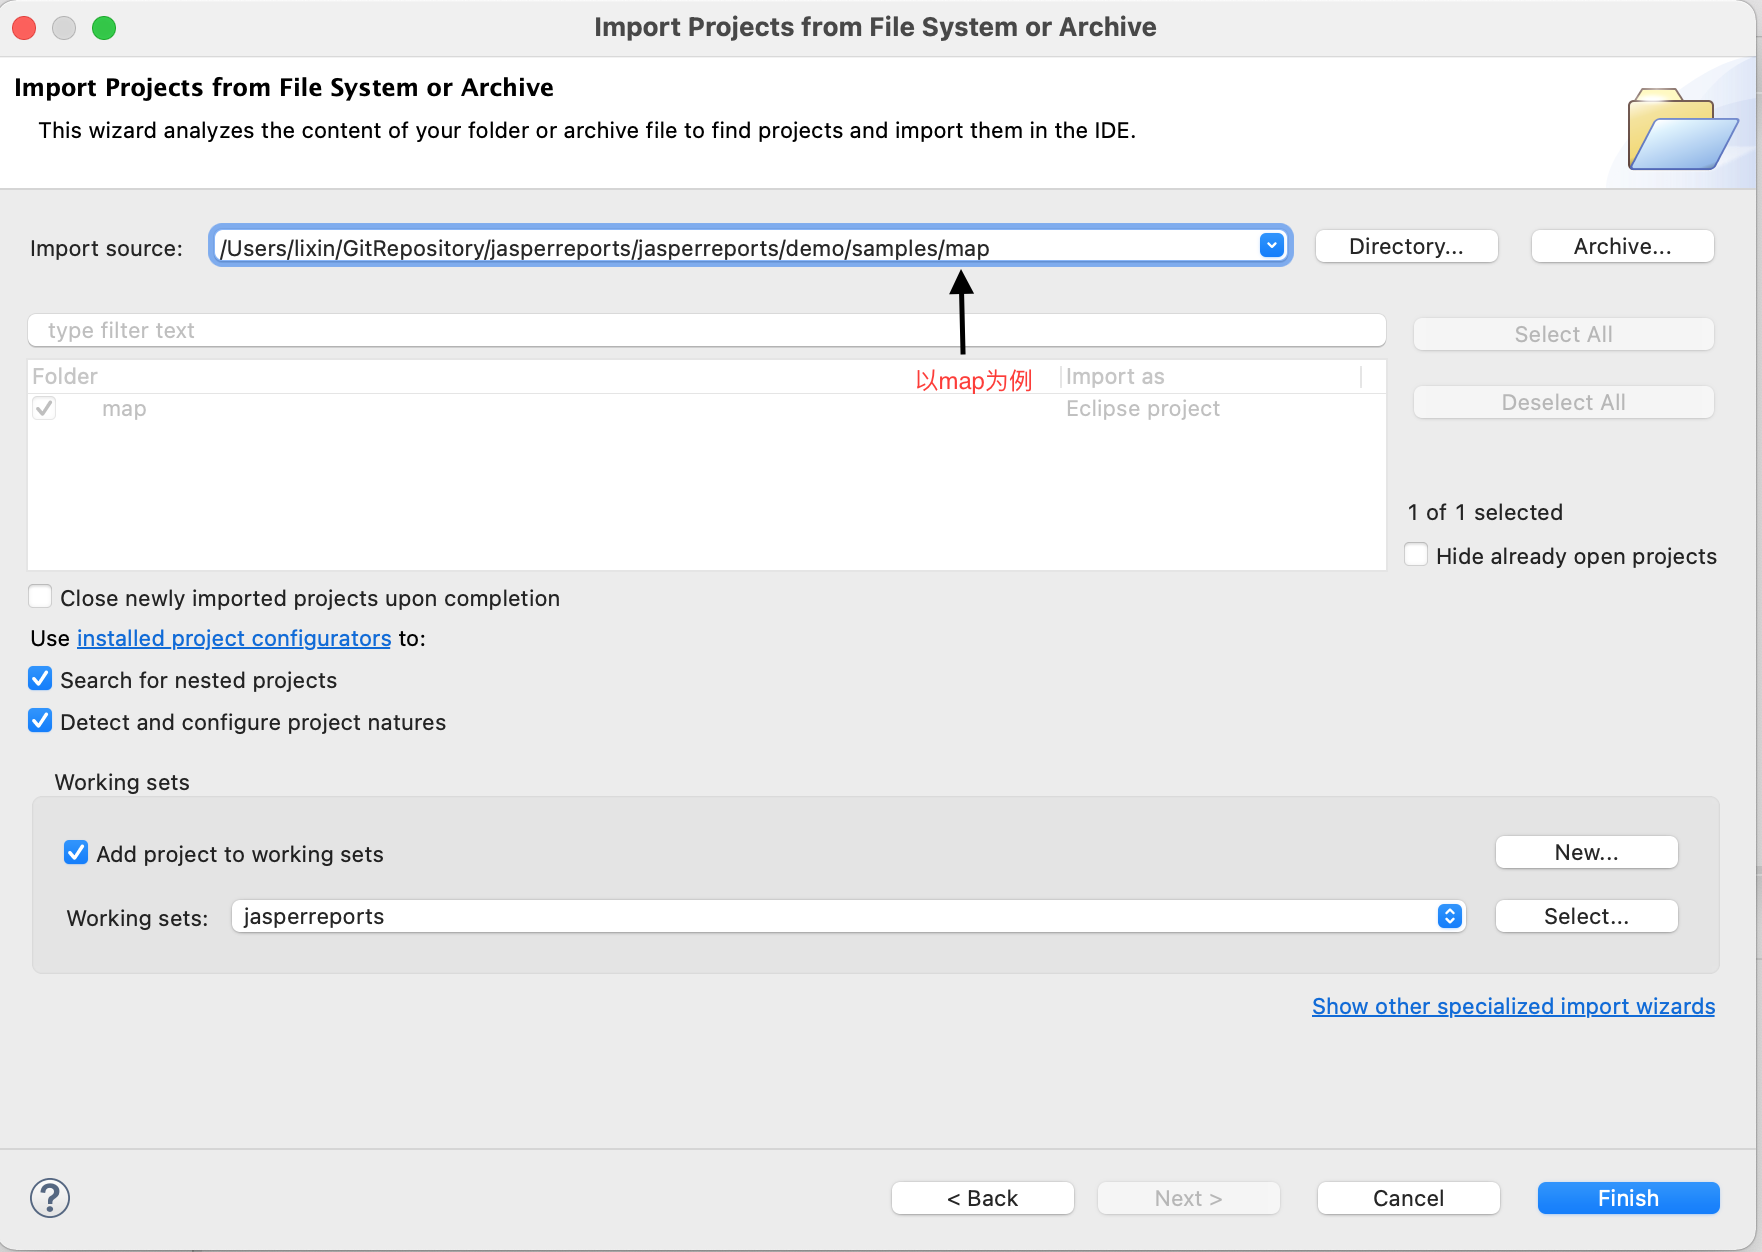 Import Projects from File System or Archive
Import Projects from File System or Archive
This wizard analyzes the content of your folder or archive file to find projects and import them in the IDE.
Import source: /Users/lixin/GitRepository/jasperreports/jasperreports/demo/samples/map Directory... Archive...
type filter text Select All
Folder 以map为例 Import as
map Eclipse project Deselect All
1 of 1 selected
Hide already open projects
Close newly imported projects upon completion
Use installed project configurators to:
Search for nested projects
Detect and configure project natures
Working sets
Add project to working sets New...
Working sets: jasperreports Select...
Show other specialized import wizards
? < Back Next > Cancel Finish